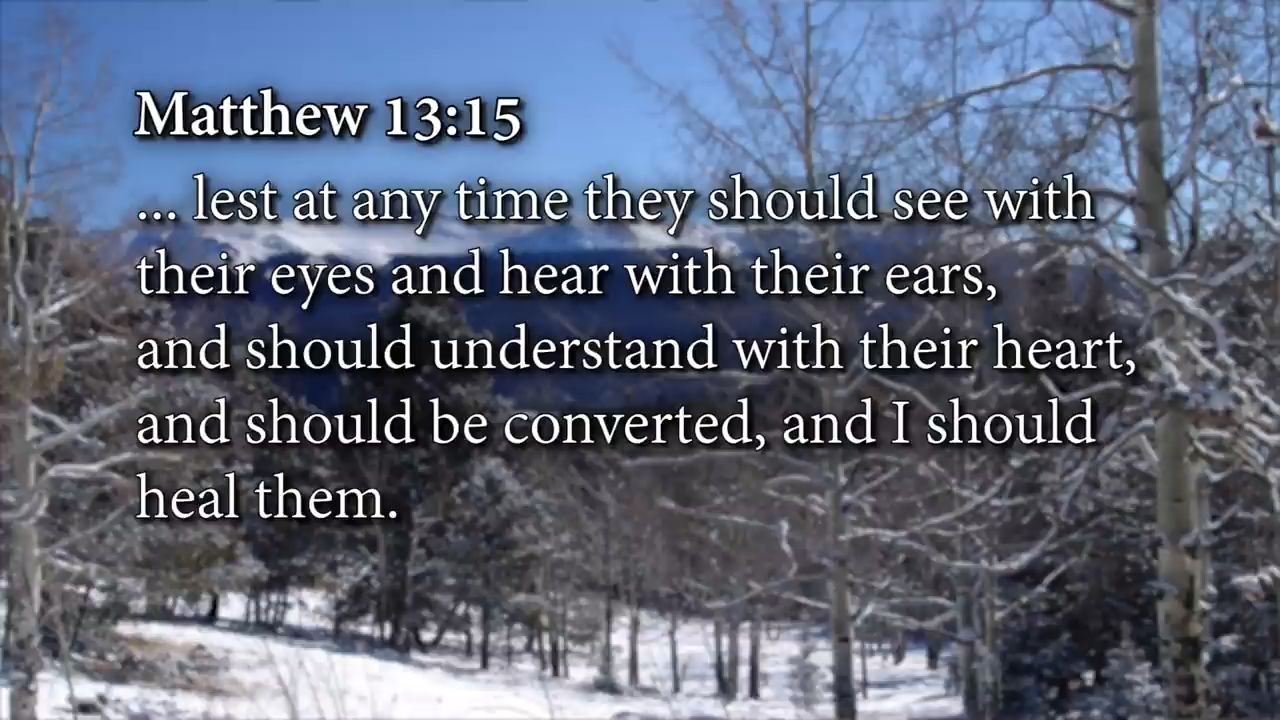 Matthew 13:15
... lest at any time they should see with
their eyes and hear with their ears,
and should understand with their heart,
and should be converted, and I should
heal them.